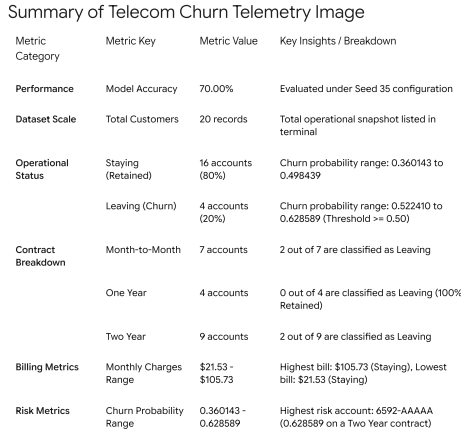 Summary of Telecom Churn Telemetry Image
Metric Category Metric Key Metric Value Key Insights / Breakdown
Performance Model Accuracy 70.00% Evaluated under Seed 35 configuration
Dataset Scale Total Customers 20 records Total operational snapshot listed in terminal
Operational Status Staying (Retained) 16 accounts (80%) Churn probability range: 0.360143 to 0.498439
Leaving (Churn) 4 accounts (20%) Churn probability range: 0.522410 to 0.628589 (Threshold >= 0.50)
Contract Breakdown Month-to-Month 7 accounts 2 out of 7 are classified as Leaving
One Year 4 accounts 0 out of 4 are classified as Leaving (100% Retained)
Two Year 9 accounts 2 out of 9 are classified as Leaving
Billing Metrics Monthly Charges Range $21.53 - $105.73 Highest bill: $105.73 (Staying), Lowest bill: $21.53 (Staying)
Risk Metrics Churn Probability Range 0.360143 - 0.628589 Highest risk account: 6592-AAAAA (0.628589 on a Two Year contract)